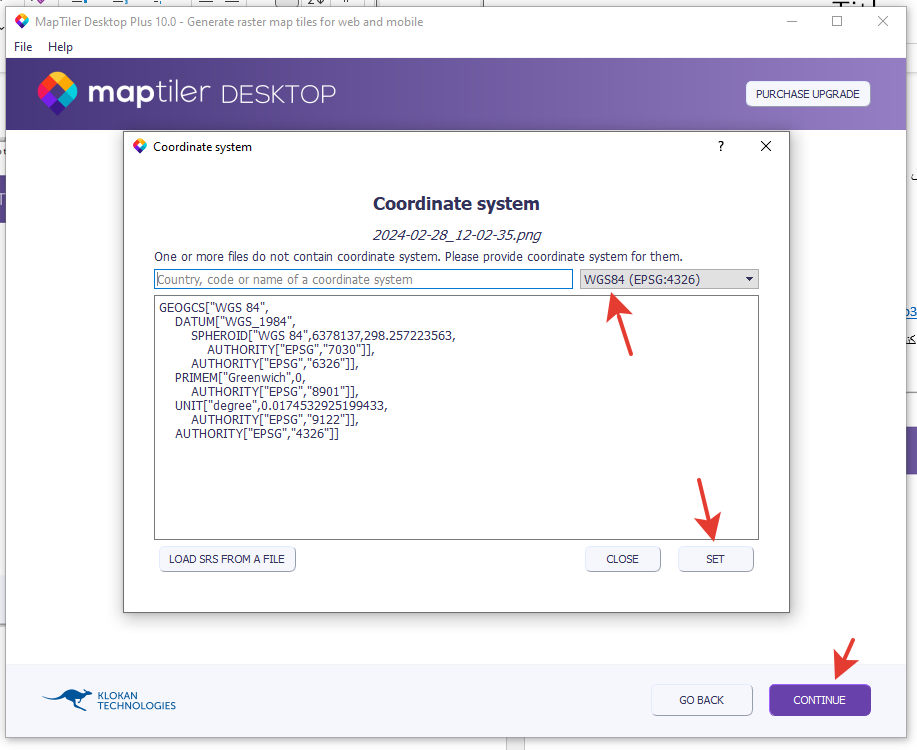 MapTiler Desktop Plus 10.0 - Generate raster map tiles for web and mobile
File Help
maptiler DESKTOP
PURCHASE UPGRADE
Coordinate system
?
Coordinate system
2024-02-28_12-02-35.png
One or more files do not contain coordinate system. Please provide coordinate system for them.
Country, code or name of a coordinate system
WGS84 (EPSG:4326)
GEOGCS["WGS 84",
DATUM["WGS_1984",
SPHEROID["WGS 84",6378137,298.257223563,
AUTHORITY["EPSG","7030"]],
AUTHORITY["EPSG","6326"]],
PRIMEM["Greenwich",0,
AUTHORITY["EPSG","8901"]],
UNIT["degree",0.0174532925199433,
AUTHORITY["EPSG","9122"]],
AUTHORITY["EPSG","4326"]]
LOAD SRS FROM A FILE
CLOSE
SET
KLOKAN
TECHNOLOGIES
GO BACK
CONTINUE